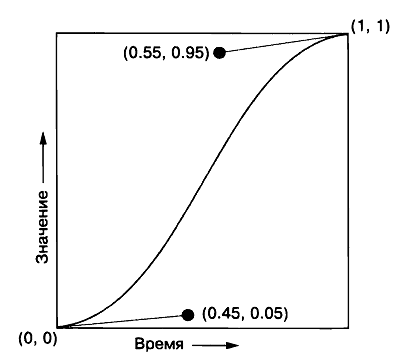 (1, 1)
(0.55, 0.95)
Значение
(0.45, 0.05)
(0, 0)
Время